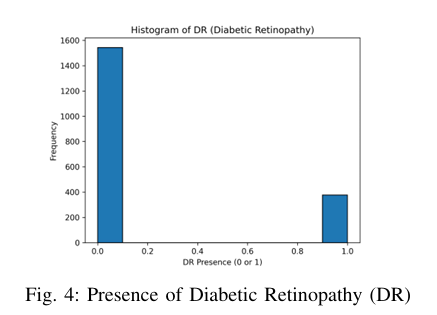 Histogram of DR (Diabetic Retinopathy)
1600
1400
1200
1000
800
600
400
200
0
Frequency
0.0 0.2 0.4 0.6 0.8 1.0
DR Presence (0 or 1)
Fig. 4: Presence of Diabetic Retinopathy (DR)